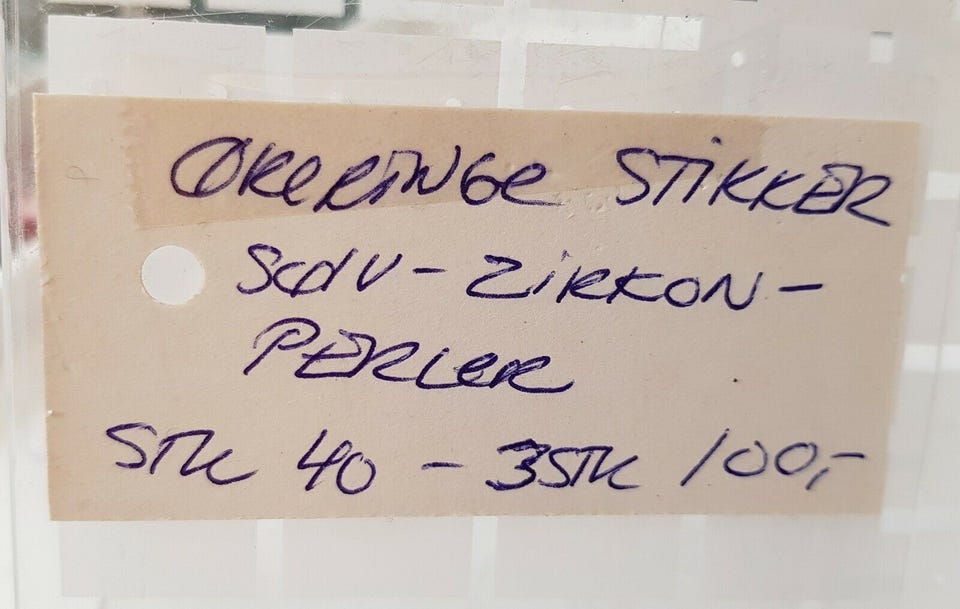 ØRERINGE STIKKER
SØLV - ZIRKON -
PERLER
STK 40 - 3STK 100,-